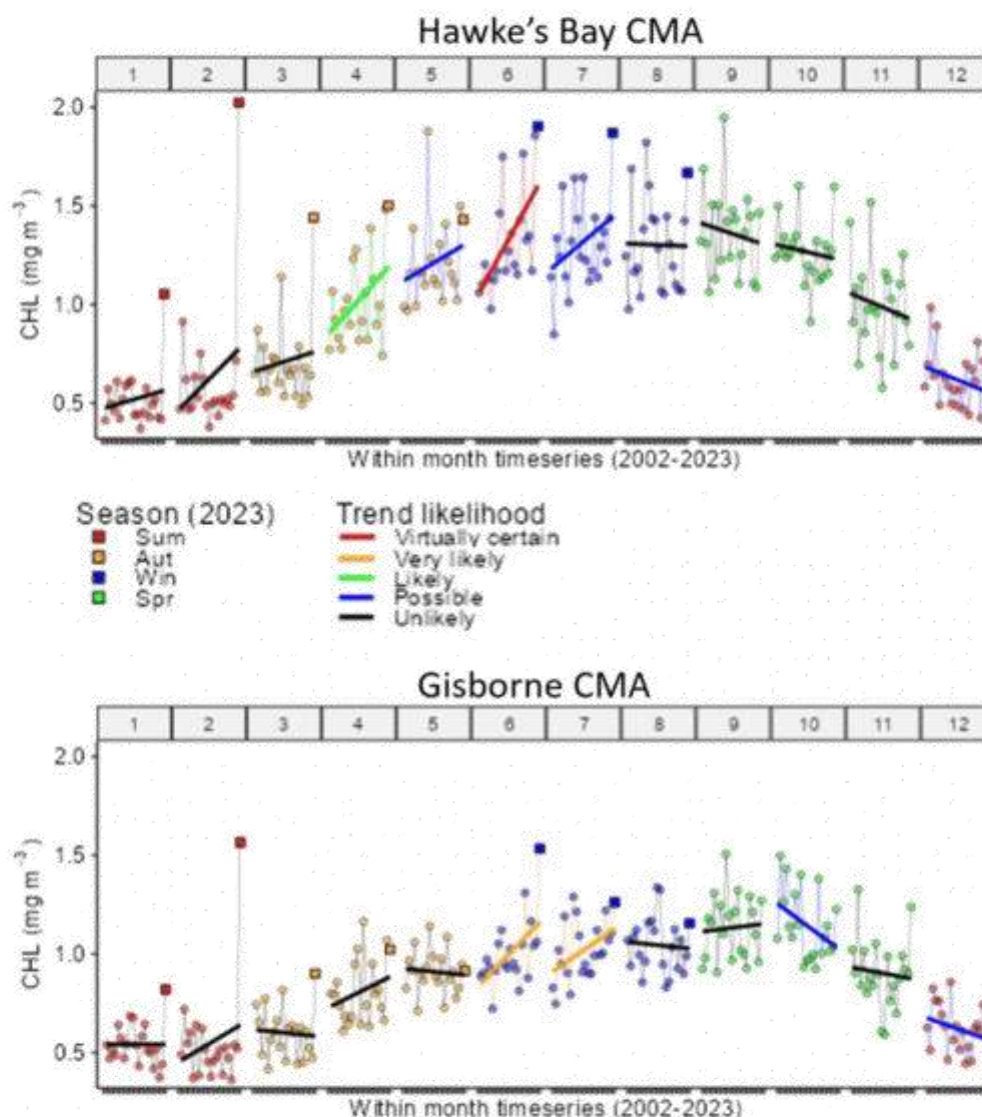 Hawke's Bay CMA
1 2 3 4 5 6 7 8 9 10 11 12
2.0
1.5
1.0
0.5
CHL (mg m⁻³)
Within month timeseries (2002-2023)
Season (2023)
Sum
Aut
Win
Spr
Trend likelihood
Virtually certain
Very likely
Likely
Possible
Unlikely
Gisborne CMA
1 2 3 4 5 6 7 8 9 10 11 12
2.0
1.5
1.0
0.5
CHL (mg m⁻³)
Within month timeseries (2002-2023)